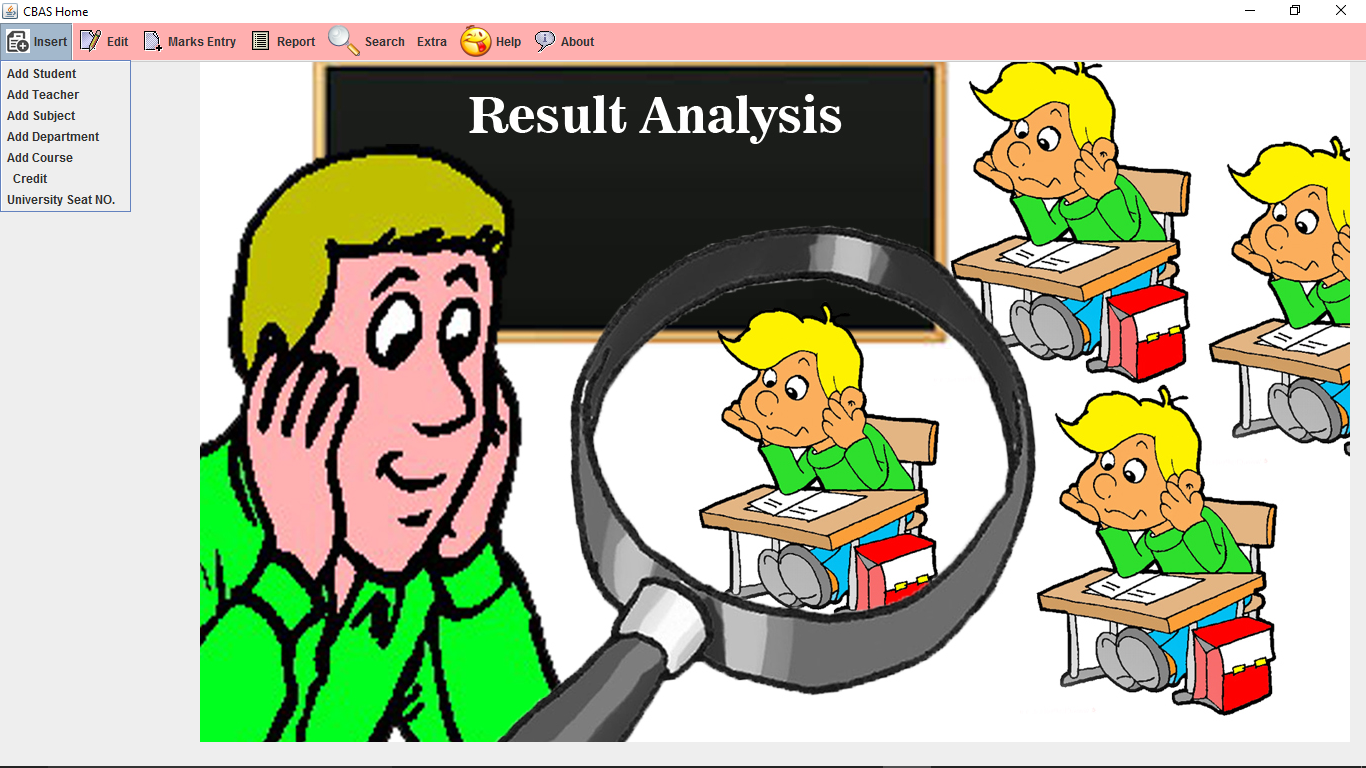 CBAS Home
Insert Edit Marks Entry Report Search Extra Help About
Add Student
Add Teacher
Add Subject
Add Department
Add Course
Credit
University Seat NO.
Result Analysis